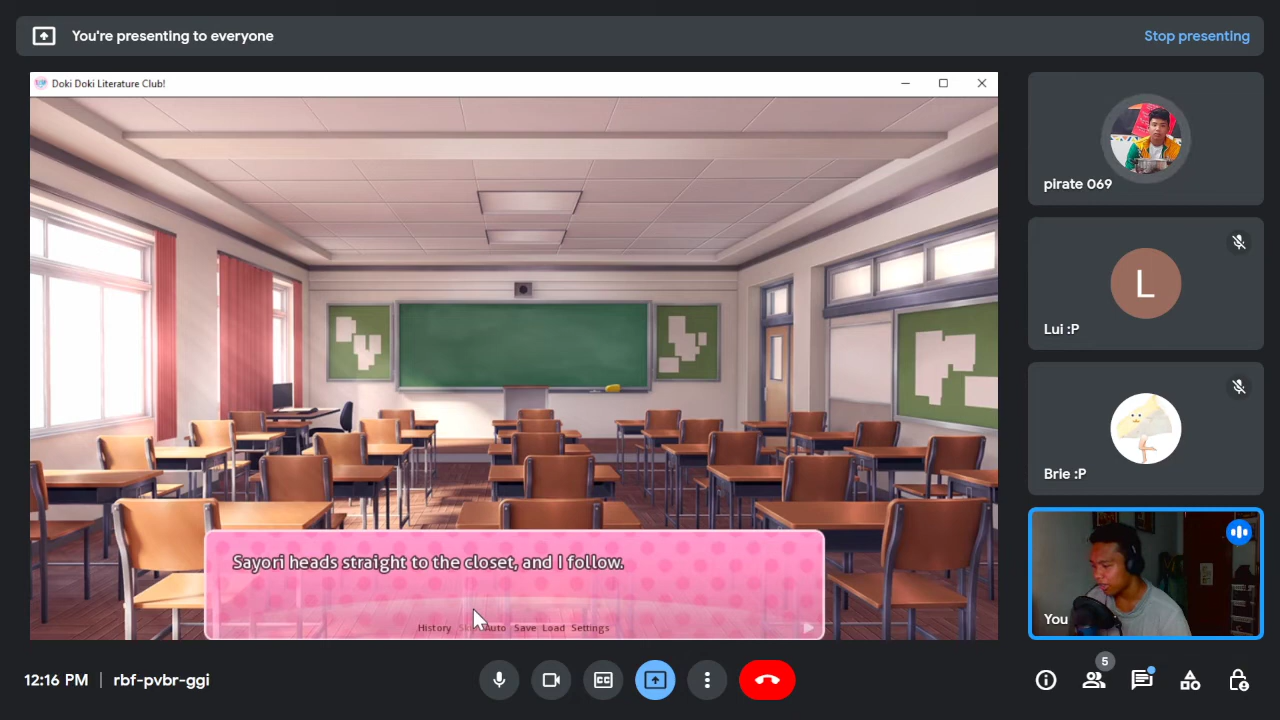 You're presenting to everyone
Stop presenting
Doki Doki Literature Club!
pirate 069
Lui :P
L
Brie :P
You
Sayori heads straight to the closet, and I follow.
History
Auto Save Load Settings
12:16 PM | rbf-pvbr-ggi
5